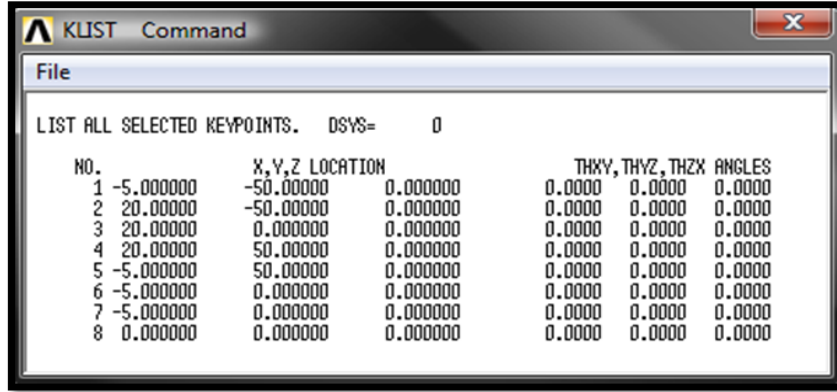 KLIST Command
File
LIST ALL SELECTED KEYPOINTS. DSYS= 0
NO. X,Y,Z LOCATION THXY,THYZ,THZX ANGLES
1 -5.000000 -50.00000 0.000000 0.0000 0.0000 0.0000
2 20.00000 -50.00000 0.000000 0.0000 0.0000 0.0000
3 20.00000 0.000000 0.000000 0.0000 0.0000 0.0000
4 20.00000 50.00000 0.000000 0.0000 0.0000 0.0000
5 -5.000000 50.00000 0.000000 0.0000 0.0000 0.0000
6 -5.000000 0.000000 0.000000 0.0000 0.0000 0.0000
7 -5.000000 0.000000 0.000000 0.0000 0.0000 0.0000
8 0.000000 0.000000 0.000000 0.0000 0.0000 0.0000